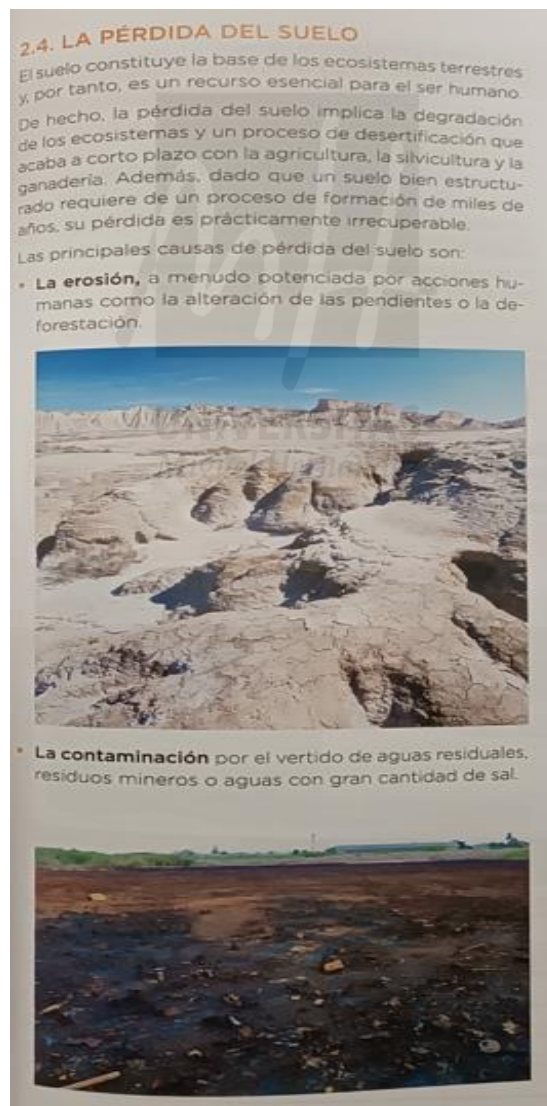 2.4. LA PÉRDIDA DEL SUELO
El suelo constituye la base de los ecosistemas terrestres
y, por tanto, es un recurso esencial para el ser humano.
De hecho, la pérdida del suelo implica la degradación
de los ecosistemas y un proceso de desertificación que
acaba a corto plazo con la agricultura, la silvicultura y la
ganadería. Además, dado que un suelo bien estructu-
rado requiere de un proceso de formación de miles de
años, su pérdida es prácticamente irrecuperable.
Las principales causas de pérdida del suelo son:
• La erosión, a menudo potenciada por acciones hu-
manas como la alteración de las pendientes o la de-
forestación.
UNIVERSITAS
Miguel Hernández
• La contaminación por el vertido de aguas residuales,
residuos mineros o aguas con gran cantidad de sal.